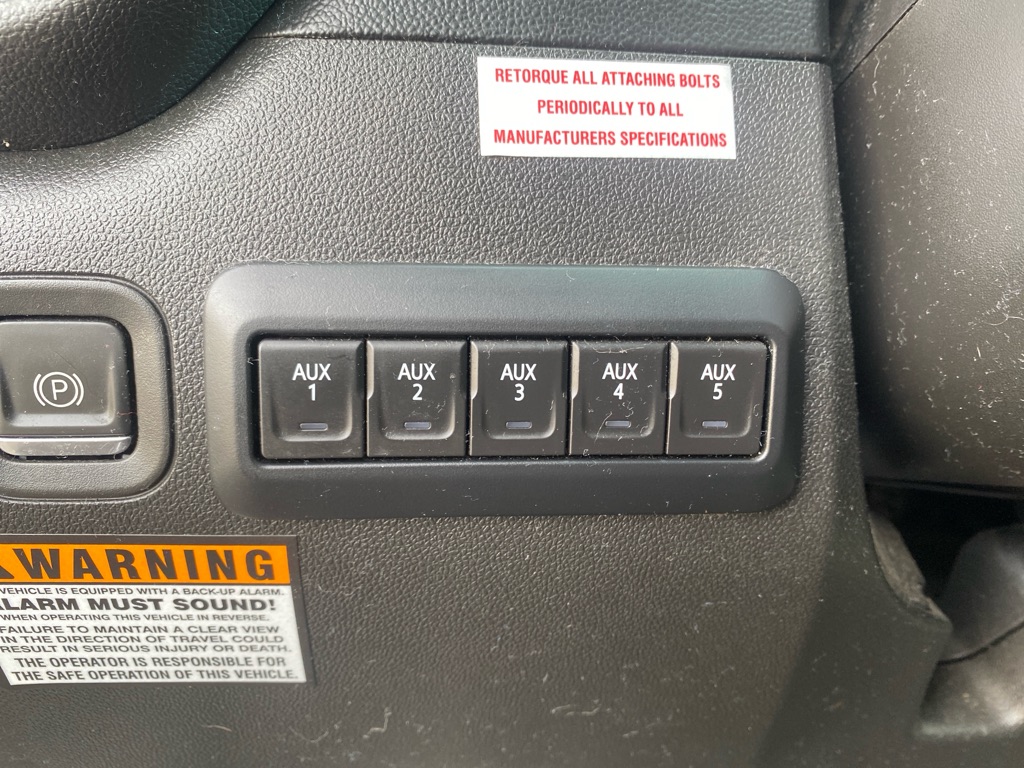 RETORQUE ALL ATTACHING BOLTS
PERIODICALLY TO ALL
MANUFACTURERS SPECIFICATIONS
P
AUX 1
AUX 2
AUX 3
AUX 4
AUX 5
WARNING
VEHICLE IS EQUIPPED WITH A BACK-UP ALARM.
ALARM MUST SOUND!
WHEN OPERATING THIS VEHICLE IN REVERSE.
FAILURE TO MAINTAIN A CLEAR VIEW
IN THE DIRECTION OF TRAVEL COULD
RESULT IN SERIOUS INJURY OR DEATH.
THE OPERATOR IS RESPONSIBLE FOR
THE SAFE OPERATION OF THIS VEHICLE.